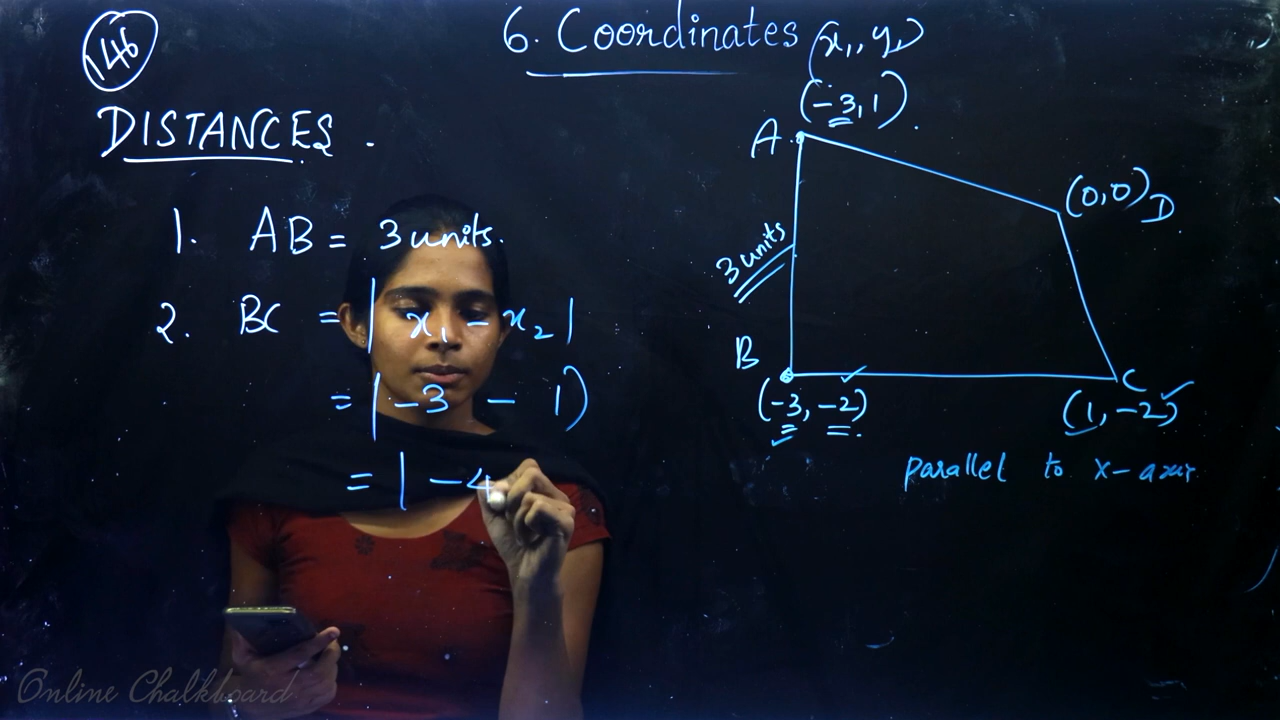 146
6. Coordinates
(x₁, y₁)
DISTANCES.
(-3, 1).
A
(0,0) D
1. AB = 3 units.
3 units
2. BC = | x₁ - x₂ |
B
= | -3 - 1)
(-3, -2)
C
(1, -2)
= | -4
parallel to x-axis
Online Chalkboard